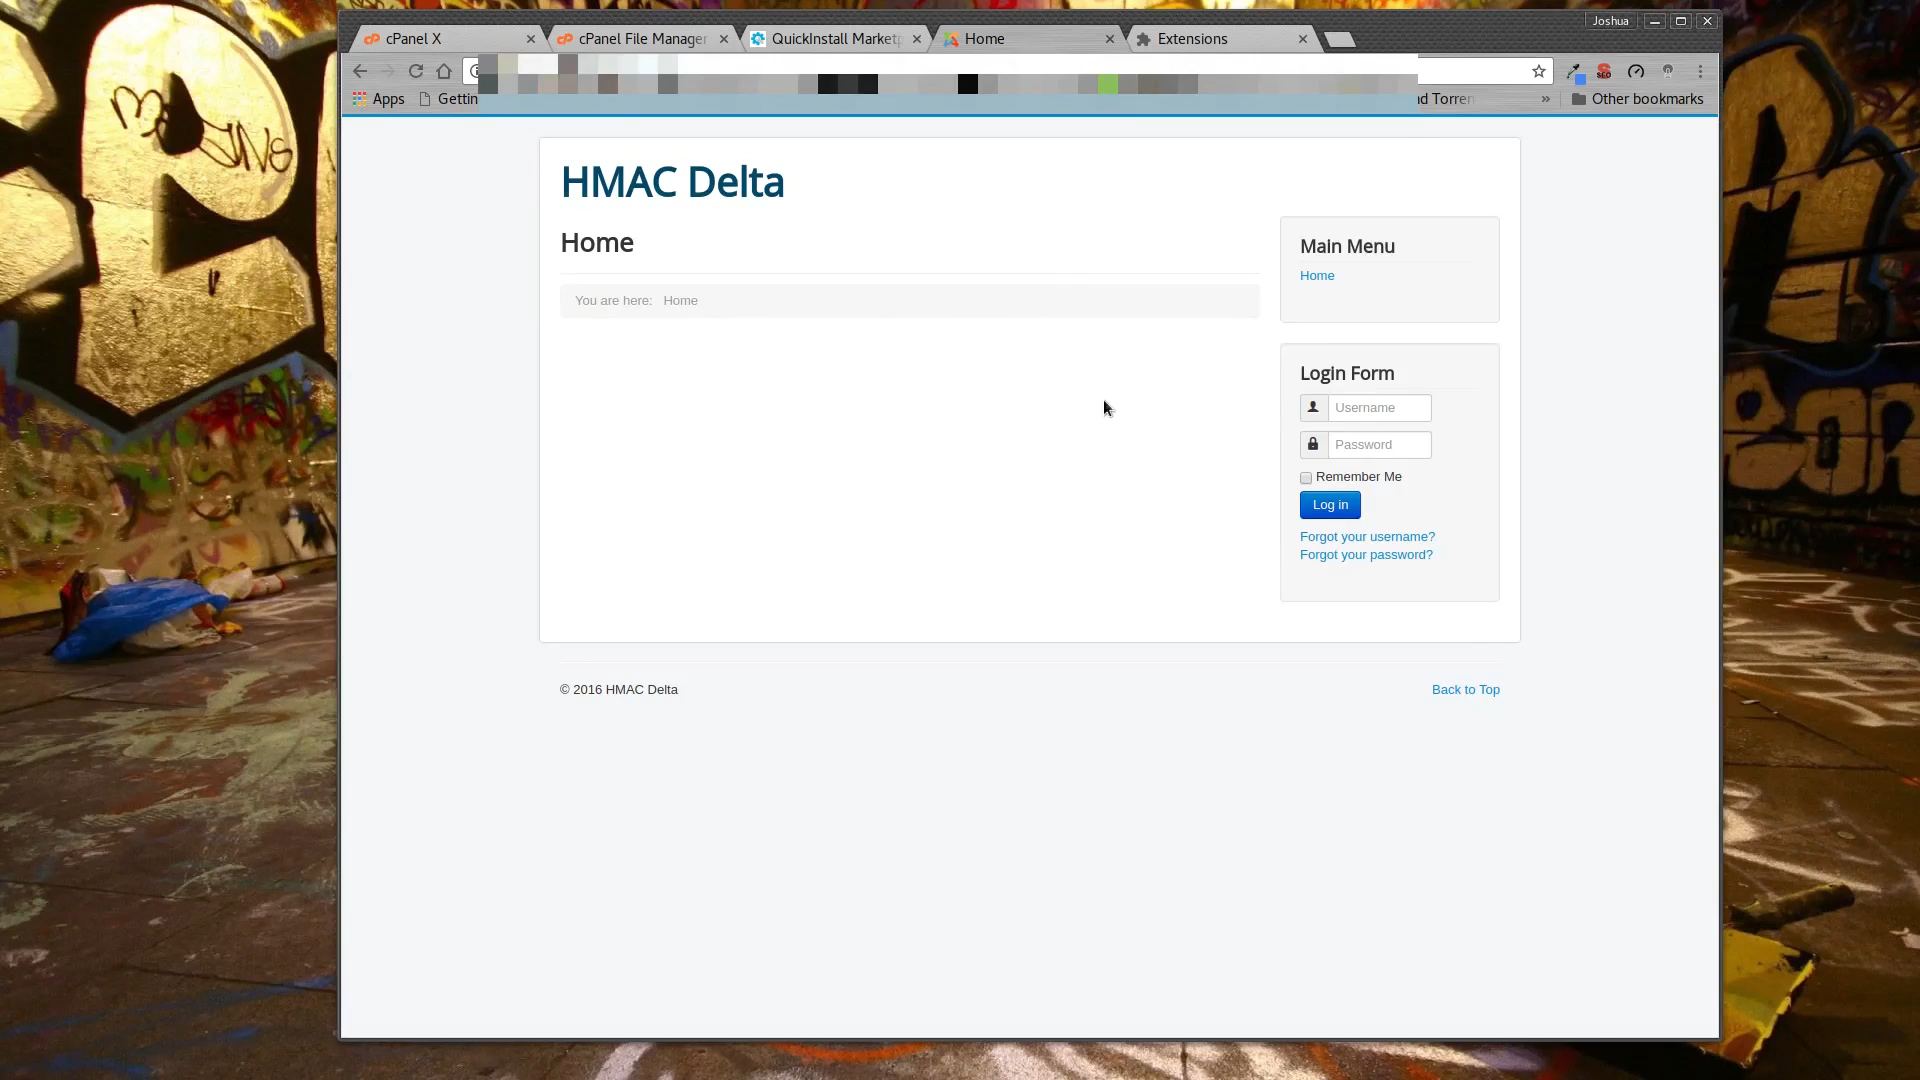 Joshua
cPanel X
cPanel File Manager
QuickInstall Marketp
Home
Extensions
Apps
Gettin
d Torren
»
Other bookmarks
HMAC Delta
Home
You are here: Home
Main Menu
Home
Login Form
Username
Password
Remember Me
Log in
Forgot your username?
Forgot your password?
© 2016 HMAC Delta
Back to Top